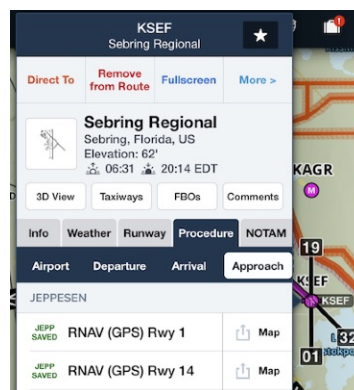 KSEF
Sebring Regional
Direct To
Remove
from Route
Fullscreen
More >
Sebring Regional
Sebring, Florida, US
Elevation: 62'
06:31 20:14 EDT
3D View
Taxiways
FBOs
Comments
Info
Weather
Runway
Procedure
NOTAM
Airport
Departure
Arrival
Approach
JEPPESEN
JEPP
SAVED
RNAV (GPS) Rwy 1
Map
JEPP
SAVED
RNAV (GPS) Rwy 14
Map
KAGR
M
19
KSEF
KSEF
32
01